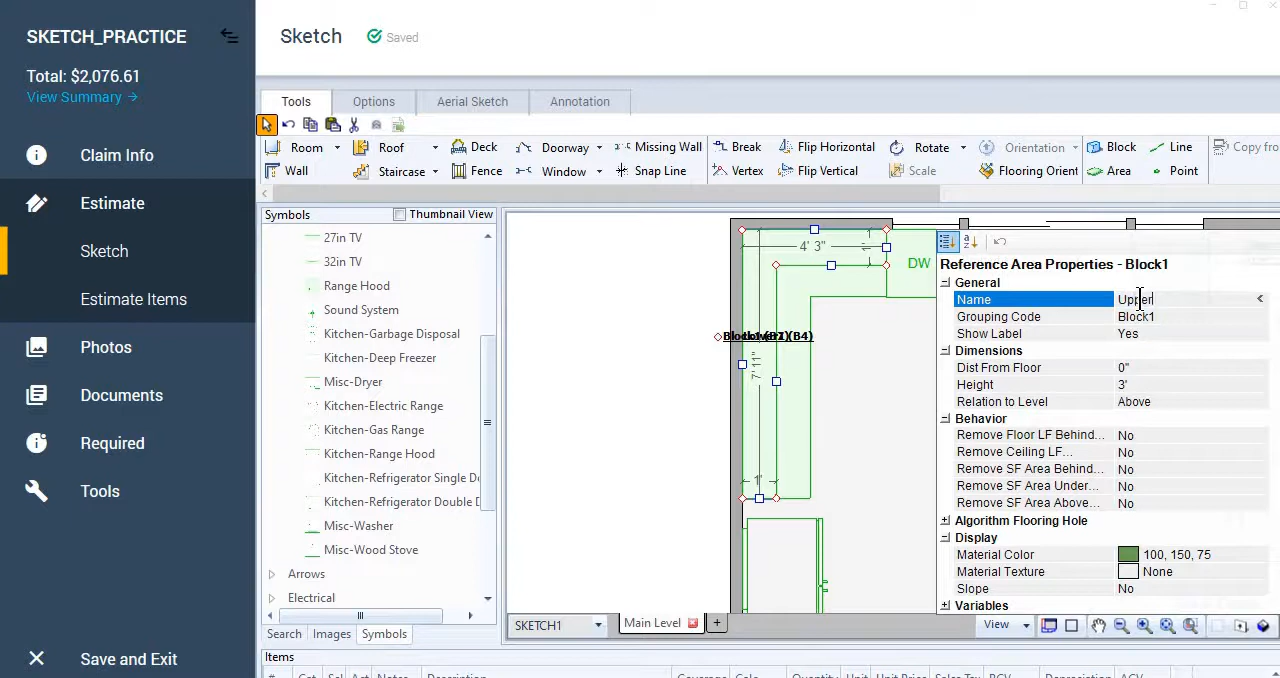 SKETCH_PRACTICE
Total: $2,076.61
View Summary →
Claim Info
Estimate
Sketch
Estimate Items
Photos
Documents
Required
Tools
Save and Exit
Sketch
Saved
Tools Options Aerial Sketch Annotation
Room Roof Deck Doorway Missing Wall Break Flip Horizontal Rotate Orientation Block Line Copy fro
Wall Staircase Fence Window Snap Line Vertex Flip Vertical Scale Flooring Orient Area Point
Symbols Thumbnail View
27in TV
32in TV
Range Hood
Sound System
Kitchen-Garbage Disposal
Kitchen-Deep Freezer
Misc-Dryer
Kitchen-Electric Range
Kitchen-Gas Range
Kitchen-Range Hood
Kitchen-Refrigerator Single D
Kitchen-Refrigerator Double D
Misc-Washer
Misc-Wood Stove
Arrows
Electrical
Search Images Symbols
4' 3"
1'
DW
7' 11"
1'
Reference Area Properties - Block1
General
Name Upper
Grouping Code Block1
Show Label Yes
Dimensions
Dist From Floor 0"
Height 3'
Relation to Level Above
Behavior
Remove Floor LF Behind... No
Remove Ceiling LF... No
Remove SF Area Behind... No
Remove SF Area Under... No
Remove SF Area Above... No
Algorithm Flooring Hole
Display
Material Color 100, 150, 75
Material Texture None
Slope No
Variables
SKETCH1 Main Level + View
Items
# Cat Sel Act Notes Description Coverage Calc Quantity Unit Unit Price Sales Tax RCV Depreciation ACV